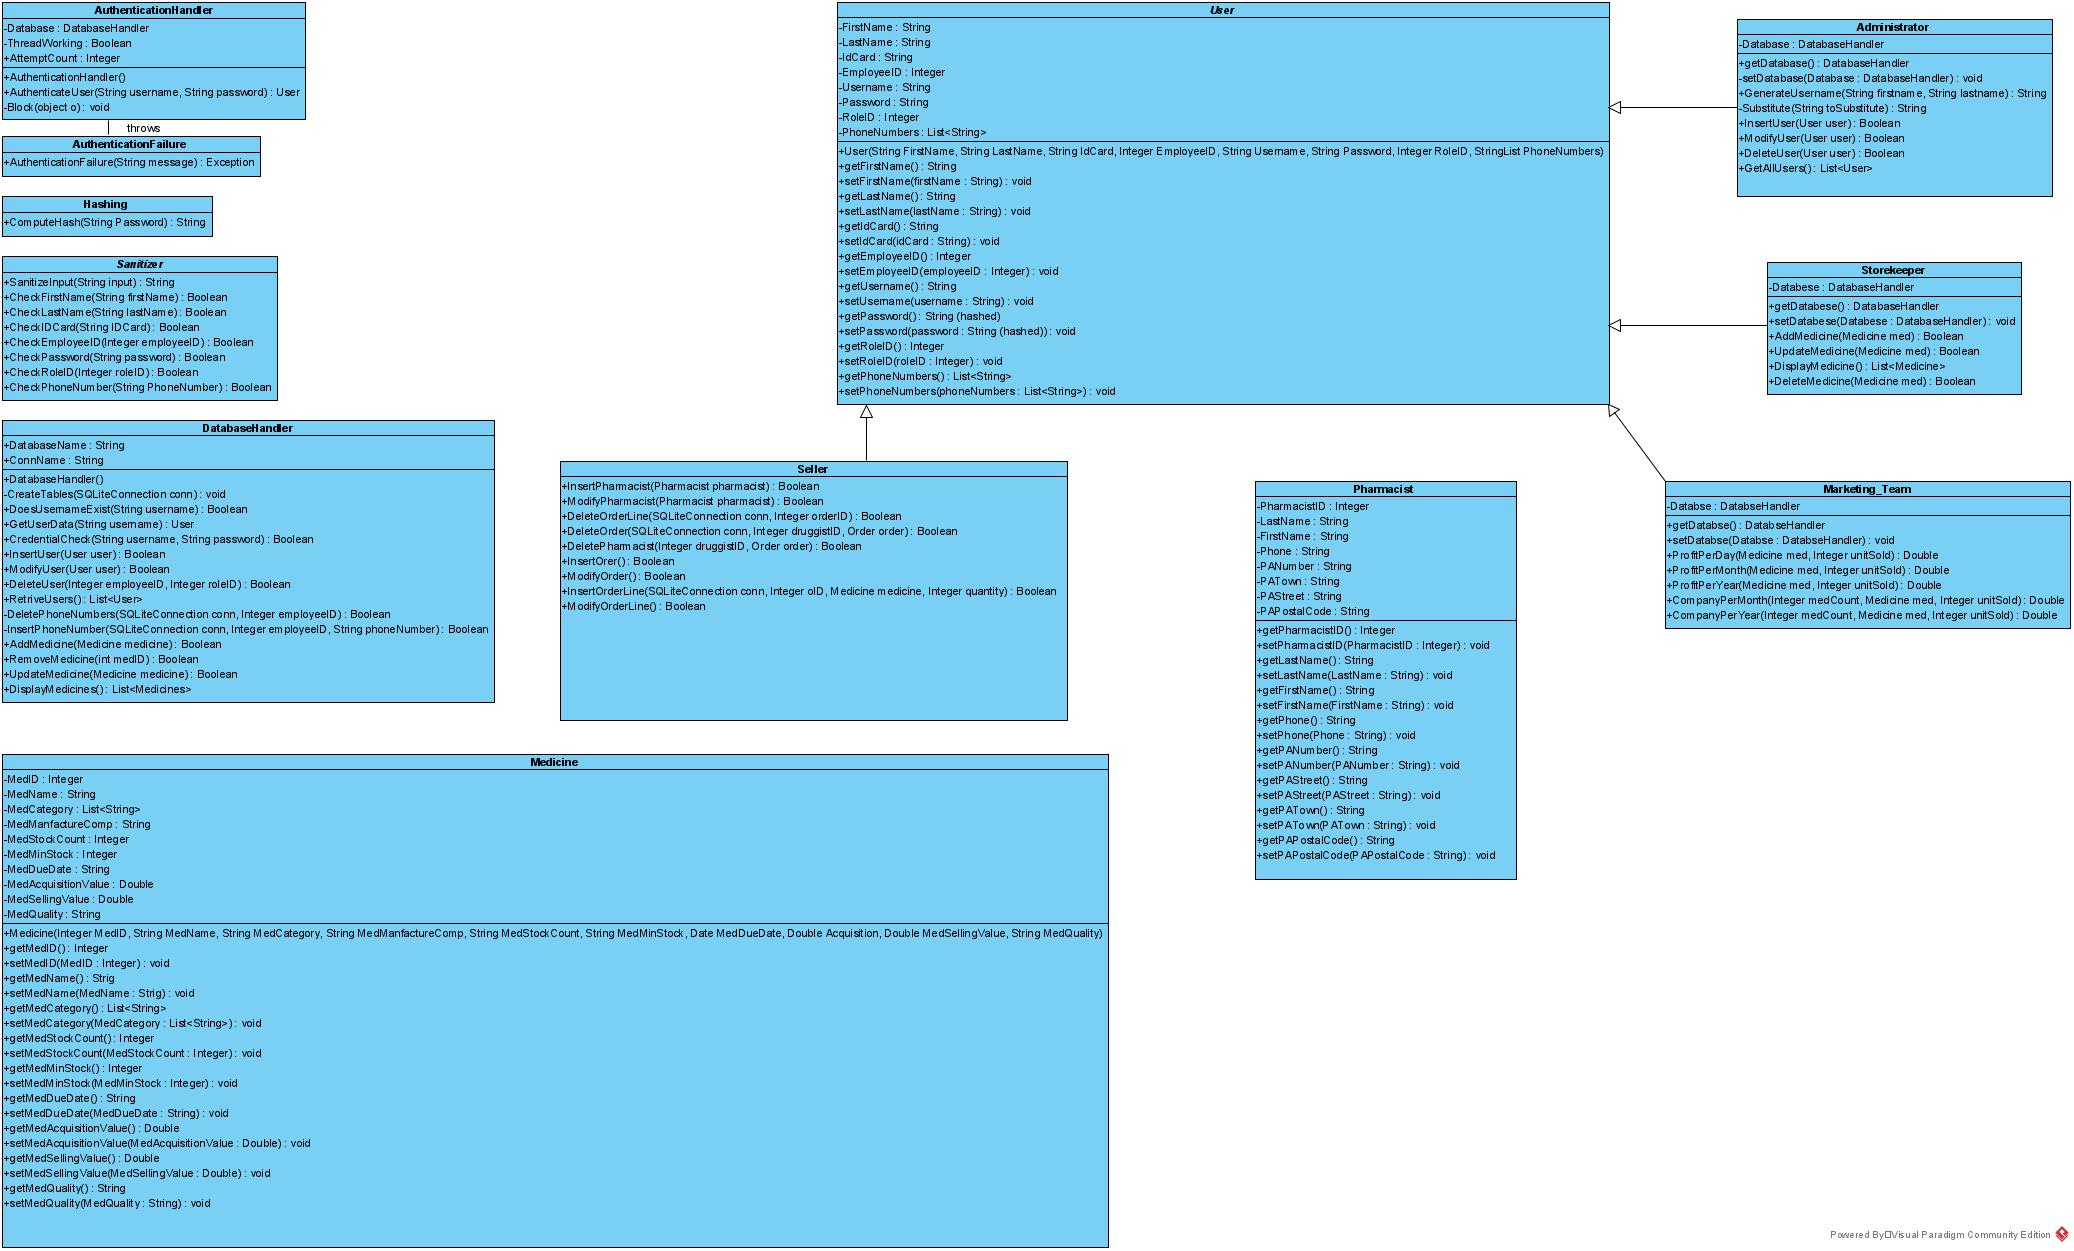 AuthenticationHandler
-Database : DatabaseHandler
-ThreadWorking : Boolean
+AttemptCount : Integer
+AuthenticationHandler()
+AuthenticateUser(String username, String password) : User
-Block(object o) : void
throws
AuthenticationFailure
+AuthenticationFailure(String message) : Exception
Hashing
+ComputeHash(String Password) : String
Sanitizer
+SanitizeInput(String input) : String
+CheckFirstName(String firstName) : Boolean
+CheckLastName(String lastName) : Boolean
+CheckIDCard(String IDCard) : Boolean
+CheckEmployeeID(Integer employeeID) : Boolean
+CheckPassword(String password) : Boolean
+CheckRoleID(Integer roleID) : Boolean
+CheckPhoneNumber(String PhoneNumber) : Boolean
DatabaseHandler
+DatabaseName : String
+ConnName : String
+DatabaseHandler()
-CreateTables(SQLiteConnection conn) : void
+DoesUsernameExist(String username) : Boolean
+GetUserData(String username) : User
+CredentialCheck(String username, String password) : Boolean
+InsertUser(User user) : Boolean
+ModifyUser(User user) : Boolean
+DeleteUser(Integer employeeID, Integer roleID) : Boolean
+RetriveUsers() : List<User>
-DeletePhoneNumbers(SQLiteConnection conn, Integer employeeID) : Boolean
-InsertPhoneNumber(SQLiteConnection conn, Integer employeeID, String phoneNumber) : Boolean
+AddMedicine(Medicine medicine) : Boolean
+RemoveMedicine(int medID) : Boolean
+UpdateMedicine(Medicine medicine) : Boolean
+DisplayMedicines() : List<Medicines>
User
-FirstName : String
-LastName : String
-IdCard : String
-EmployeeID : Integer
-Username : String
-Password : String
-RoleID : Integer
-PhoneNumbers : List<String>
+User(String FirstName, String LastName, String IdCard, Integer EmployeeID, String Username, String Password, Integer RoleID, StringList PhoneNumbers)
+getFirstName() : String
+setFirstName(firstName : String) : void
+getLastName() : String
+setLastName(lastName : String) : void
+getIdCard() : String
+setIdCard(idCard : String) : void
+getEmployeeID() : Integer
+setEmployeeID(employeeID : Integer) : void
+getUsername() : String
+setUsername(username : String) : void
+getPassword() : String (hashed)
+setPassword(password : String (hashed)) : void
+getRoleID() : Integer
+setRoleID(roleID : Integer) : void
+getPhoneNumbers() : List<String>
+setPhoneNumbers(phoneNumbers : List<String>) : void
Administrator
-Database : DatabaseHandler
+getDatabase() : DatabaseHandler
-setDatabase(Database : DatabaseHandler) : void
+GenerateUsername(String firstname, String lastname) : String
-Substitute(String toSubstitute) : String
+InsertUser(User user) : Boolean
+ModifyUser(User user) : Boolean
+DeleteUser(User user) : Boolean
+GetAllUsers() : List<User>
Storekeeper
-Databese : DatabaseHandler
+getDatabese() : DatabaseHandler
+setDatabese(Databese : DatabaseHandler) : void
+AddMedicine(Medicine med) : Boolean
+UpdateMedicine(Medicine med) : Boolean
+DisplayMedicine() : List<Medicine>
+DeleteMedicine(Medicine med) : Boolean
Seller
+InsertPharmacist(Pharmacist pharmacist) : Boolean
+ModifyPharmacist(Pharmacist pharmacist) : Boolean
+DeleteOrderLine(SQLiteConnection conn, Integer orderID) : Boolean
+DeleteOrder(SQLiteConnection conn, Integer druggistID, Order order) : Boolean
+DeletePharmacist(Integer druggistID, Order order) : Boolean
+InsertOrer() : Boolean
+ModifyOrder() : Boolean
+InsertOrderLine(SQLiteConnection conn, Integer oID, Medicine medicine, Integer quantity) : Boolean
+ModifyOrderLine() : Boolean
Pharmacist
-PharmacistID : Integer
-LastName : String
-FirstName : String
-Phone : String
-PANumber : String
-PATown : String
-PAStreet : String
-PAPostalCode : String
+getPharmacistID() : Integer
+setPharmacistID(PharmacistID : Integer) : void
+getLastName() : String
+setLastName(LastName : String) : void
+getFirstName() : String
+setFirstName(FirstName : String) : void
+getPhone() : String
+setPhone(Phone : String) : void
+getPANumber() : String
+setPANumber(PANumber : String) : void
+getPAStreet() : String
+setPAStreet(PAStreet : String) : void
+getPATown() : String
+setPATown(PATown : String) : void
+getPAPostalCode() : String
+setPAPostalCode(PAPostalCode : String) : void
Marketing_Team
-Databse : DatabseHandler
+getDatabse() : DatabseHandler
+setDatabse(Databse : DatabseHandler) : void
+ProfitPerDay(Medicine med, Integer unitSold) : Double
+ProfitPerMonth(Medicine med, Integer unitSold) : Double
+ProfitPerYear(Medicine med, Integer unitSold) : Double
+CompanyPerMonth(Integer medCount, Medicine med, Integer unitSold) : Double
+CompanyPerYear(Integer medCount, Medicine med, Integer unitSold) : Double
Medicine
-MedID : Integer
-MedName : String
-MedCategory : List<String>
-MedManfactureComp : String
-MedStockCount : Integer
-MedMinStock : Integer
-MedDueDate : String
-MedAcquisitionValue : Double
-MedSellingValue : Double
-MedQuality : String
+Medicine(Integer MedID, String MedName, String MedCategory, String MedManfactureComp, String MedStockCount, String MedMinStock, Date MedDueDate, Double Acquisition, Double MedSellingValue, String MedQuality)
+getMedID() : Integer
+setMedID(MedID : Integer) : void
+getMedName() : Strig
+setMedName(MedName : Strig) : void
+getMedCategory() : List<String>
+setMedCategory(MedCategory : List<String>) : void
+getMedStockCount() : Integer
+setMedStockCount(MedStockCount : Integer) : void
+getMedMinStock() : Integer
+setMedMinStock(MedMinStock : Integer) : void
+getMedDueDate() : String
+setMedDueDate(MedDueDate : String) : void
+getMedAcquisitionValue() : Double
+setMedAcquisitionValue(MedAcquisitionValue : Double) : void
+getMedSellingValue() : Double
+setMedSellingValue(MedSellingValue : Double) : void
+getMedQuality() : String
+setMedQuality(MedQuality : String) : void
Powered By□Visual Paradigm Community Edition